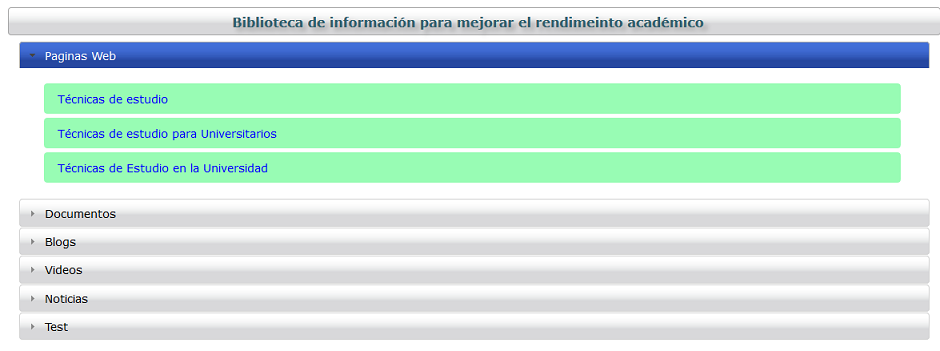 Biblioteca de información para mejorar el rendimeinto académico
Paginas Web
Técnicas de estudio
Técnicas de estudio para Universitarios
Técnicas de Estudio en la Universidad
Documentos
Blogs
Videos
Noticias
Test